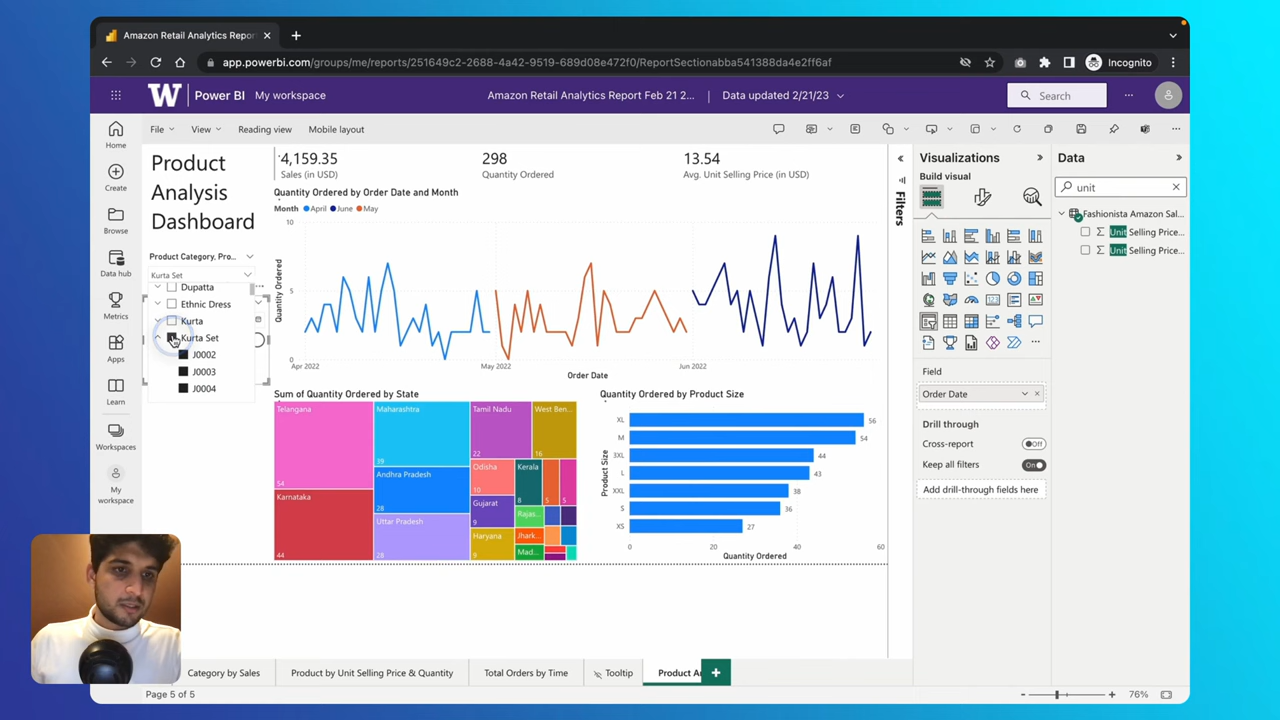 Amazon Retail Analytics Repor
app.powerbi.com/groups/me/reports/251649c2-2688-4a42-9519-689d08e472f0/ReportSectionabba541388da4e2ff6af
Incognito
W Power BI My workspace
Amazon Retail Analytics Report Feb 21 2...
Data updated 2/21/23
Search
File
View
Reading view
Mobile layout
Home
Create
Browse
Data hub
Metrics
Apps
Learn
Workspaces
My workspace
Product
Analysis
Dashboard
Product Category, Pro...
Kurta Set
Dupatta
Ethnic Dress
Kurta
Kurta Set
J0002
J0003
J0004
4,159.35
Sales (in USD)
298
Quantity Ordered
13.54
Avg. Unit Selling Price (in USD)
Quantity Ordered by Order Date and Month
Month April June May
Quantity Ordered
10
5
0
Apr 2022
May 2022
Jun 2022
Order Date
Sum of Quantity Ordered by State
Telangana
54
Karnataka
44
Maharashtra
39
Andhra Pradesh
28
Uttar Pradesh
28
Tamil Nadu
22
West Ben...
16
Odisha
10
Kerala
8
5
5
Gujarat
9
Rajas...
Haryana
9
Jhark...
Mad...
Quantity Ordered by Product Size
Product Size
XL 56
M 54
3XL 44
L 43
XXL 38
S 36
XS 27
0 20 40 60
Quantity Ordered
Filters
Visualizations
Build visual
Field
Order Date
Drill through
Cross-report
Off
Keep all filters
On
Add drill-through fields here
Data
unit
Fashionista Amazon Sal...
Unit Selling Price...
Unit Selling Price...
Category by Sales
Product by Unit Selling Price & Quantity
Total Orders by Time
Tooltip
Product An
Page 5 of 5
76%